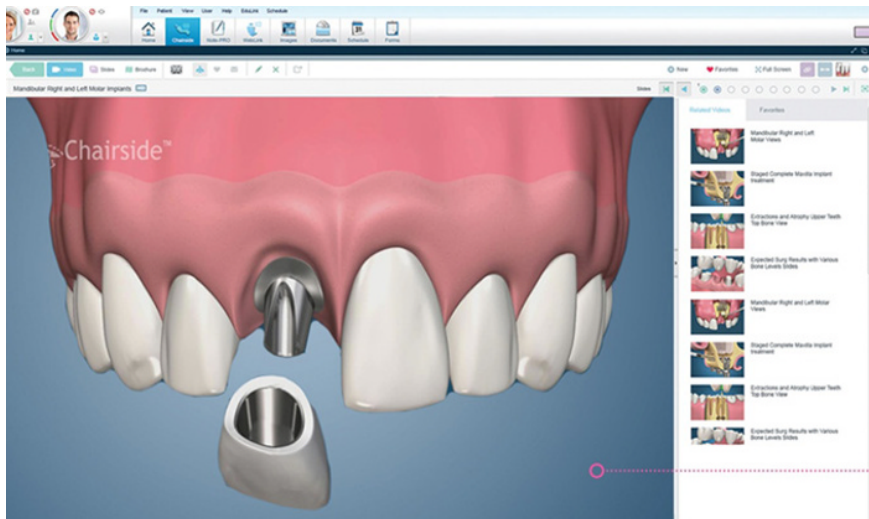 File Patient View User Help EduLink Schedule
Home Chairside Note-PRO WebLink Images Documents Schedule Forms
Home
Back Video Slides Brochure
New Favorites Full Screen
Mandibular Right and Left Molar Implants
Slides
Chairside™
Related Videos Favorites
Mandibular Right and Left
Molar Views
Staged Complete Maxilla Implant
treatment
Extractions and Atrophy Upper Teeth
Top Bone View
Expected Surg Results with Various
Bone Levels Slides
Mandibular Right and Left Molar
Views
Staged Complete Maxilla Implant
treatment
Extractions and Atrophy Upper Teeth
Top Bone View
Expected Surg Results with Various
Bone Levels Slides